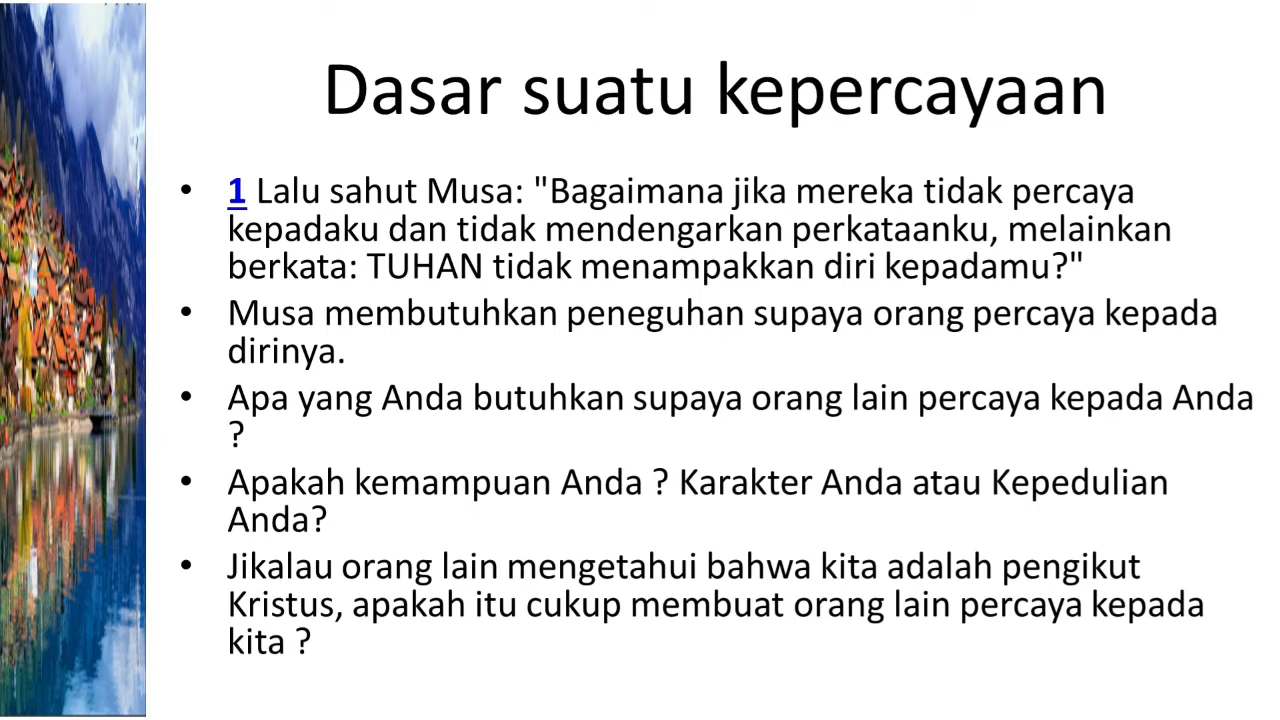 Dasar suatu kepercayaan
• 1 Lalu sahut Musa: "Bagaimana jika mereka tidak percaya
kepadaku dan tidak mendengarkan perkataanku, melainkan
berkata: TUHAN tidak menampakkan diri kepadamu?"
• Musa membutuhkan peneguhan supaya orang percaya kepada
dirinya.
• Apa yang Anda butuhkan supaya orang lain percaya kepada Anda
?
• Apakah kemampuan Anda ? Karakter Anda atau Kepedulian
Anda?
• Jikalau orang lain mengetahui bahwa kita adalah pengikut
Kristus, apakah itu cukup membuat orang lain percaya kepada
kita ?